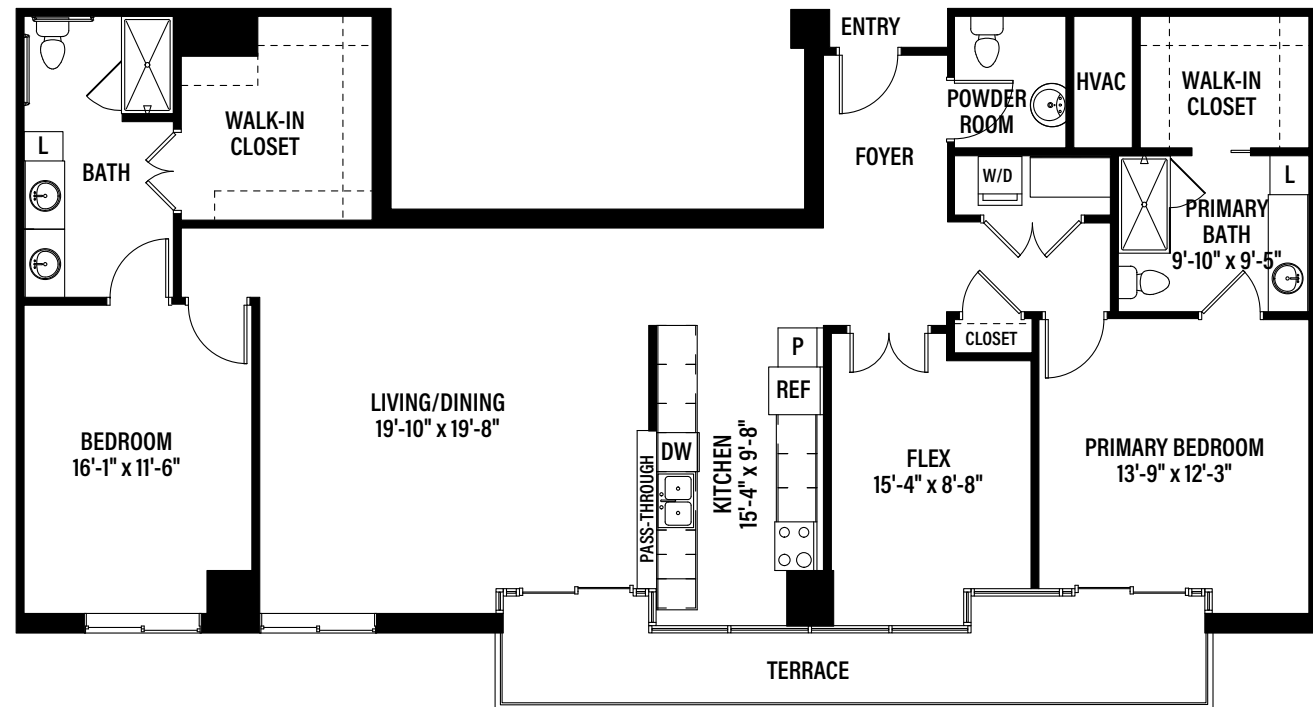 ENTRY
HVAC
WALK-IN
CLOSET
POWDER
ROOM
WALK-IN
CLOSET
L
BATH
FOYER
W/D
L
PRIMARY
BATH
9'-10" x 9'-5"
CLOSET
P
REF
LIVING/DINING
19'-10" x 19'-8"
BEDROOM
16'-1" x 11'-6"
DW
PASS-THROUGH
KITCHEN
15'-4" x 9'-8"
FLEX
15'-4" x 8'-8"
PRIMARY BEDROOM
13'-9" x 12'-3"
TERRACE